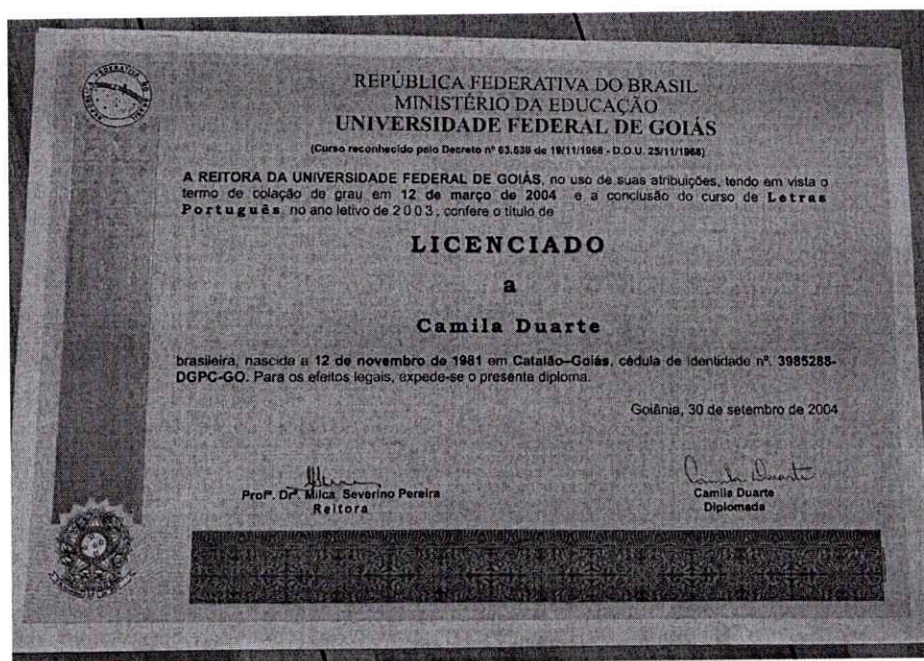 REPÚBLICA FEDERATIVA DO BRASIL
MINISTÉRIO DA EDUCAÇÃO
UNIVERSIDADE FEDERAL DE GOIÁS
(Curso reconhecido pelo Decreto nº 63.636 de 19/11/1968 - D.O.U. 25/11/1968)
A REITORA DA UNIVERSIDADE FEDERAL DE GOIÁS, no uso de suas atribuições, tendo em vista o
termo de colação de grau em 12 de março de 2004 e a conclusão do curso de Letras
Português no ano letivo de 2003, confere o título de
LICENCIADO
a
Camila Duarte
brasileira, nascida a 12 de novembro de 1981 em Catalão–Goiás, cédula de identidade nº. 3985288-
DGPC-GO. Para os efeitos legais, expede-se o presente diploma.
Goiânia, 30 de setembro de 2004
Camila Duarte
Profª. Drª. Milca Severino Pereira
Reitora
Camila Duarte
Diplomada